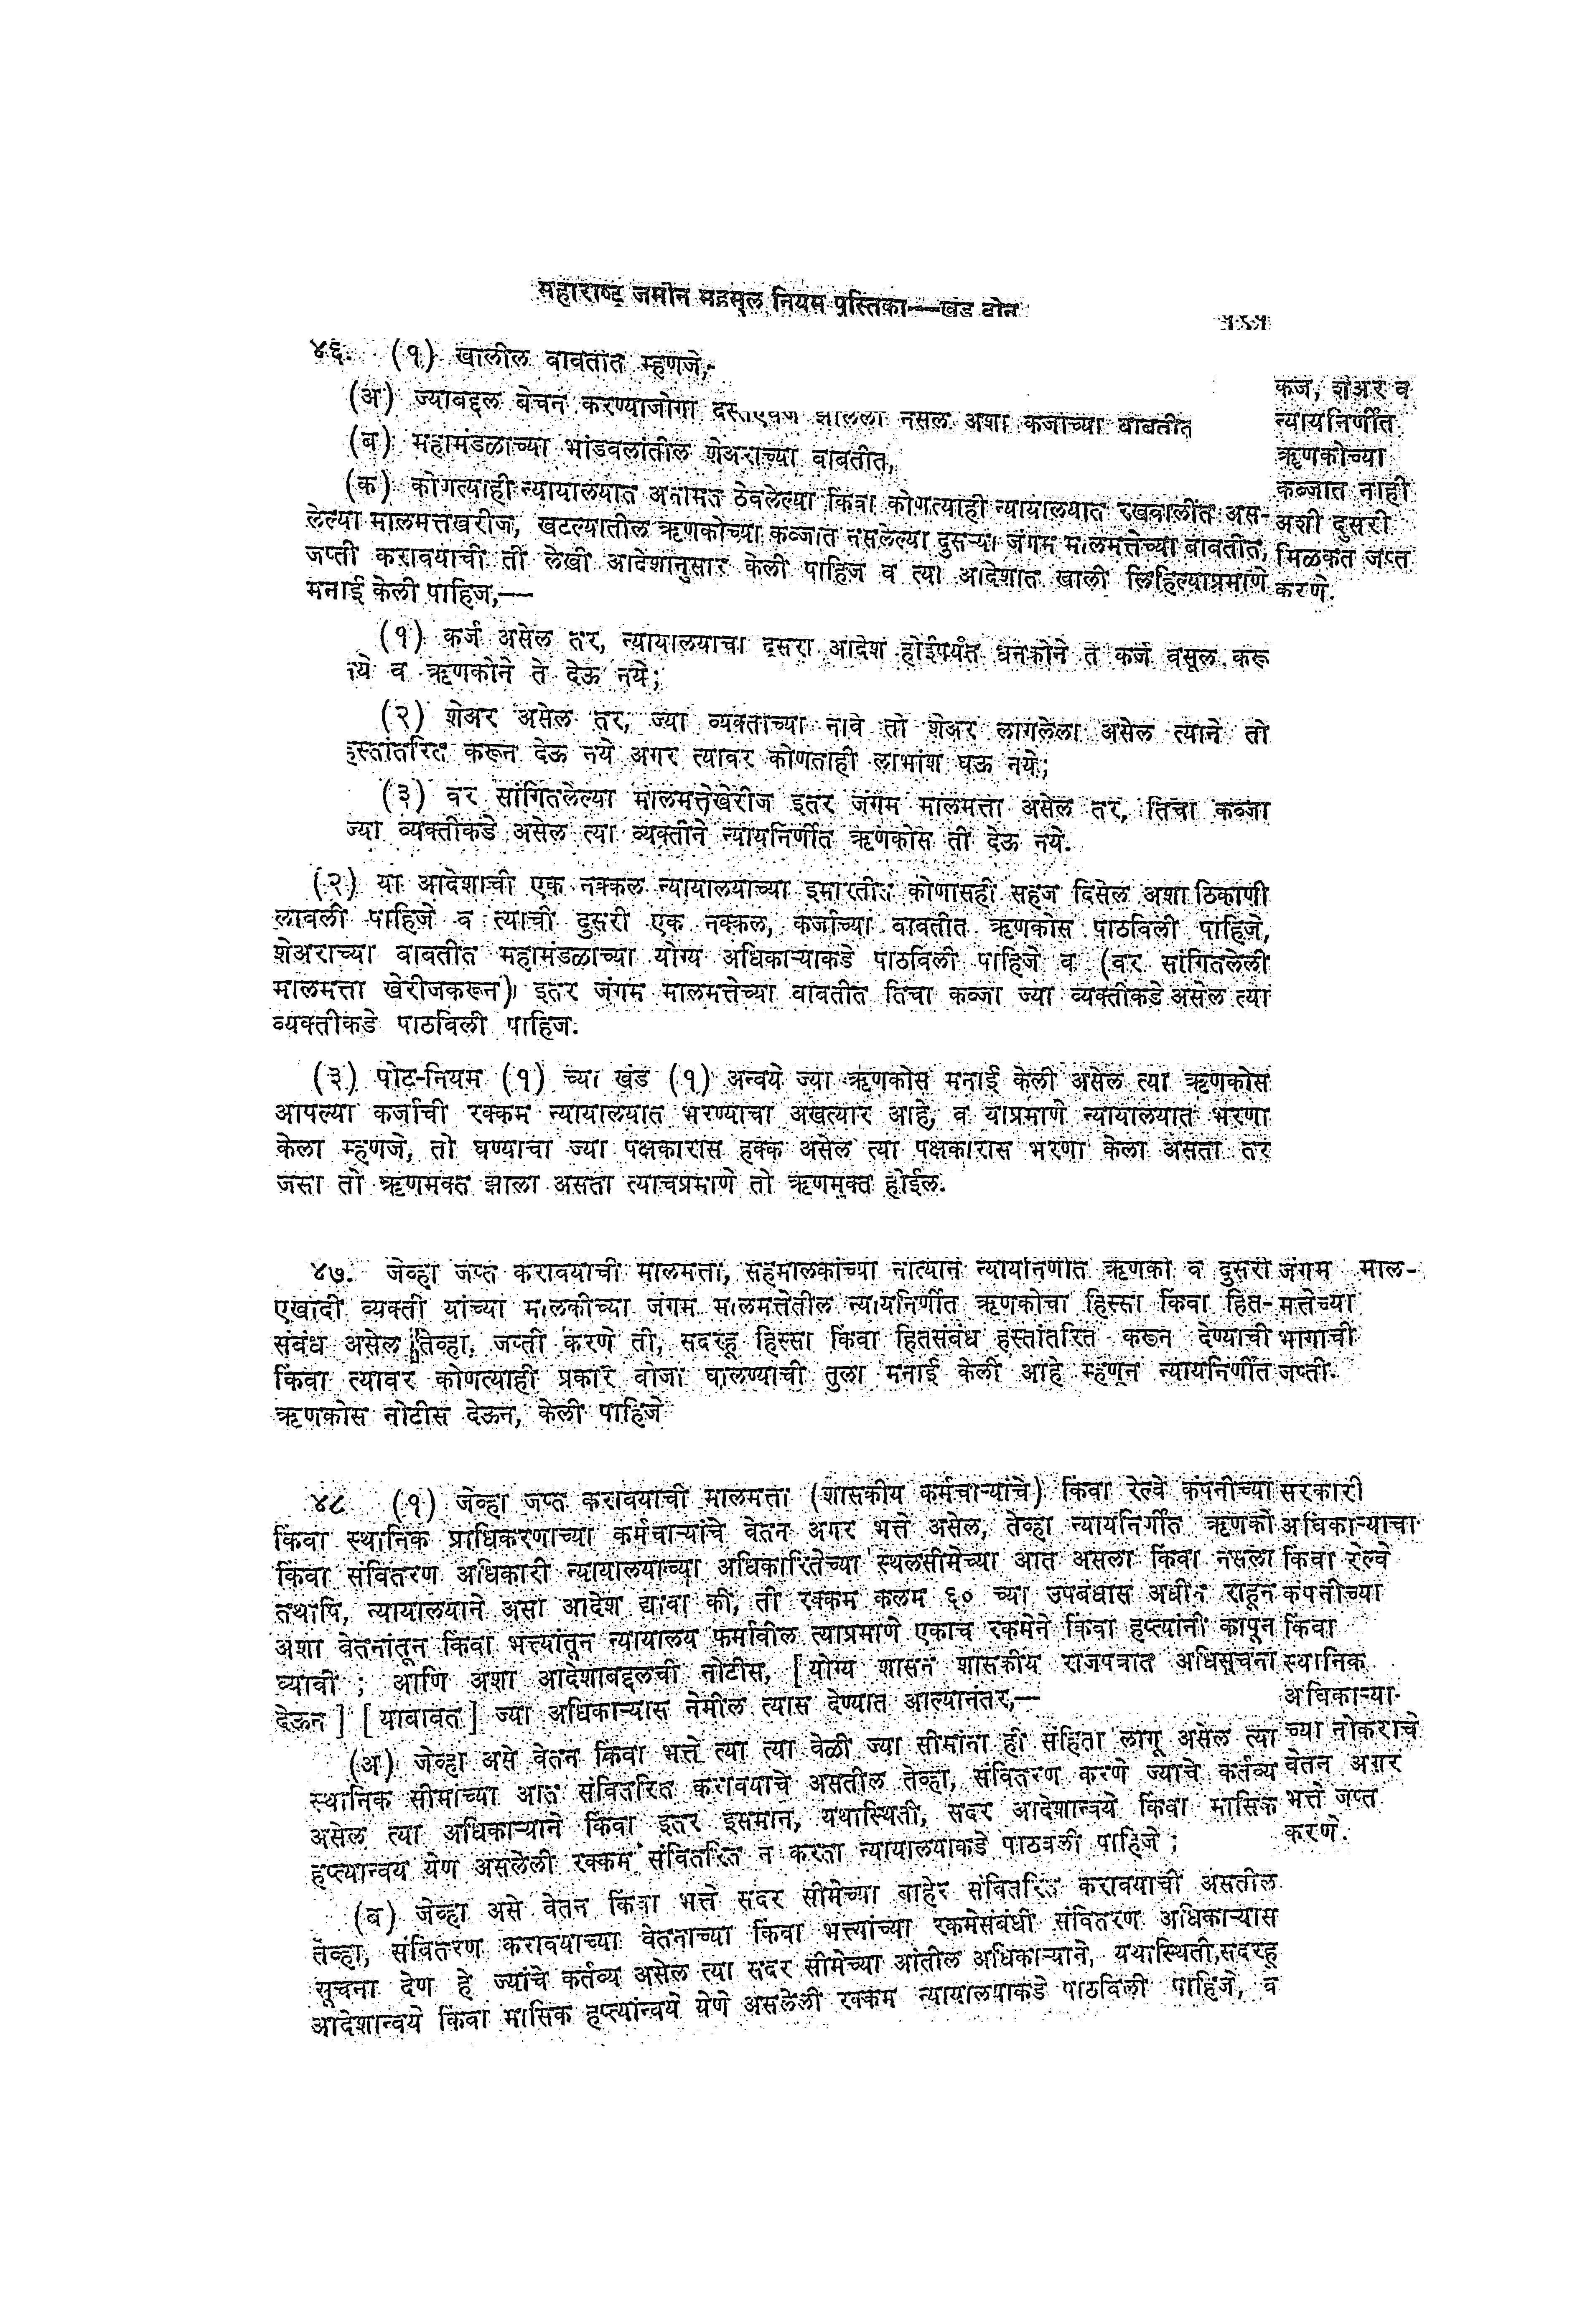 महाराष्ट्र जमीन महसूल नियम पुस्तिका—खंड दोन
४६. (१) खालील बाबतीत म्हणजे,-
(अ) ज्याबद्दल बेचन करण्याजोगा दस्तऐवज झालेला नसेल अशा कर्जाच्या बाबतीत
(ब) महामंडळाच्या भांडवलांतील शेअराच्या बाबतीत,
(क) कोणत्याही न्यायालयात अनामत ठेवलेल्या किंवा कोणत्याही न्यायालयात रखवालींत अस-
लेल्या मालमत्तेखेरीज, खटल्यातील ऋणकोच्या कब्जात नसलेल्या दुसऱ्या जंगम मालमत्तेच्या बाबतीत,
जप्ती करावयाची ती लेखी आदेशानुसार केली पाहिजे व त्या आदेशात खाली लिहिल्याप्रमाणे
मनाई केली पाहिजे,—
कर्ज, शेअर व
न्यायनिर्णीत
ऋणकोच्या
कब्जात नाही
अशी दुसरी
मिळकत जप्त
करणे.
(१) कर्ज असेल तर, न्यायालयाचा दुसरा आदेश होईपर्यंत धनकोने ते कर्ज वसूल करू
नये व ऋणकोने ते देऊ नये;
(२) शेअर असेल तर, ज्या व्यक्तीच्या नावे तो शेअर लागलेला असेल त्याने तो
हस्तांतरित करून देऊ नये अगर त्यावर कोणताही लाभांश घेऊ नये;
(३) वर सांगितलेल्या मालमत्तेखेरीज इतर जंगम मालमत्ता असेल तर, तिचा कब्जा
ज्या व्यक्तीकडे असेल त्या व्यक्तीने न्यायनिर्णीत ऋणकोस ती देऊ नये.
(२) या आदेशाची एक नक्कल न्यायालयाच्या इमारतीत कोणासही सहज दिसेल अशा ठिकाणी
लावली पाहिजे व त्याची दुसरी एक नक्कल, कर्जाच्या बाबतीत ऋणकोस पाठविली पाहिजे,
शेअराच्या बाबतीत महामंडळाच्या योग्य अधिकाऱ्याकडे पाठविली पाहिजे व (वर सांगितलेली
मालमत्ता खेरीजकरून) इतर जंगम मालमत्तेच्या बाबतीत तिचा कब्जा ज्या व्यक्तीकडे असेल त्या
व्यक्तीकडे पाठविली पाहिजे.
(३) पोट-नियम (१) च्या खंड (१) अन्वये ज्या ऋणकोस मनाई केली असेल त्या ऋणकोस
आपल्या कर्जाची रक्कम न्यायालयात भरण्याचा अखत्यार आहे, व याप्रमाणे न्यायालयात भरणा
केला म्हणजे, तो घेण्याचा ज्या पक्षकारास हक्क असेल त्या पक्षकारास भरणा केला असता तर
जसा तो ऋणमुक्त झाला असता त्याचप्रमाणे तो ऋणमुक्त होईल.
४७. जेव्हा जप्त करावयाची मालमत्ता, सहमालकांच्या नात्याने न्यायनिर्णीत ऋणको व दुसरी
एखादी व्यक्ती यांच्या मालकीच्या जंगम मालमत्तेतील न्यायनिर्णीत ऋणकोचा हिस्सा किंवा हित-
संबंध असेल तेव्हा, जप्ती करणे ती, सदरहू हिस्सा किंवा हितसंबंध हस्तांतरित करून देण्याची
किंवा त्यावर कोणत्याही प्रकारे बोजा घालण्याची तुला मनाई केली आहे म्हणून न्यायनिर्णीत
ऋणकोस नोटीस देऊन, केली पाहिजे
जंगम माल-
मत्तेच्या
भागाची
जप्ती.
४८ (१) जेव्हा जप्त करावयाची मालमत्ता (शासकीय कर्मचाऱ्यांचे) किंवा रेल्वे कंपनीच्या
किंवा स्थानिक प्राधिकरणाच्या कर्मचाऱ्यांचे वेतन अगर भत्ते असेल, तेव्हा न्यायनिर्णीत ऋणको
किंवा संवितरण अधिकारी न्यायालयाच्या अधिकारितेच्या स्थलसीमेच्या आत असला किंवा नसला
तथापि, न्यायालयाने असा आदेश द्यावा की, ती रक्कम कलम ६० च्या उपबंधास अधीन राहून
अशा वेतनांतून किंवा भत्त्यांतून न्यायालय फर्मावील त्याप्रमाणे एकाच रकमेने किंवा हप्त्यांनी कापून
घ्यावी ; आणि अशा आदेशाबद्दलची नोटीस, [योग्य शासन शासकीय राजपत्रात अधिसूचना
देऊन] [याबाबत] ज्या अधिकाऱ्यास नेमील त्यास देण्यात आल्यानंतर,—
सरकारी
अधिकाऱ्याचा
किंवा रेल्वे
कंपनीच्या
किंवा
स्थानिक
अधिकाऱ्या-
च्या नोकराचे
वेतन अगर
भत्ते जप्त
करणे.
(अ) जेव्हा असे वेतन किंवा भत्ते त्या त्या वेळी ज्या सीमांना ही संहिता लागू असेल त्या
स्थानिक सीमांच्या आत संवितरित करावयाचे असतील तेव्हा, संवितरण करणे ज्याचे कर्तव्य
असेल त्या अधिकाऱ्याने किंवा इतर इसमाने, यथास्थिती, सदर आदेशान्वये किंवा मासिक
हप्त्यान्वये येणे असलेली रक्कम संवितरित न करता न्यायालयाकडे पाठवली पाहिजे ;
(ब) जेव्हा असे वेतन किंवा भत्ते सदर सीमेच्या बाहेर संवितरित करावयाची असतील
तेव्हा, संवितरण करावयाच्या वेतनाच्या किंवा भत्त्यांच्या रकमेसंबंधी संवितरण अधिकाऱ्यास
सूचना देणे हे ज्यांचे कर्तव्य असेल त्या सदर सीमेच्या आंतील अधिकाऱ्याने, यथास्थिती,सदरहू
आदेशान्वये किंवा मासिक हप्त्यांन्वये येणे असलेली रक्कम न्यायालयाकडे पाठविली पाहिजे, व